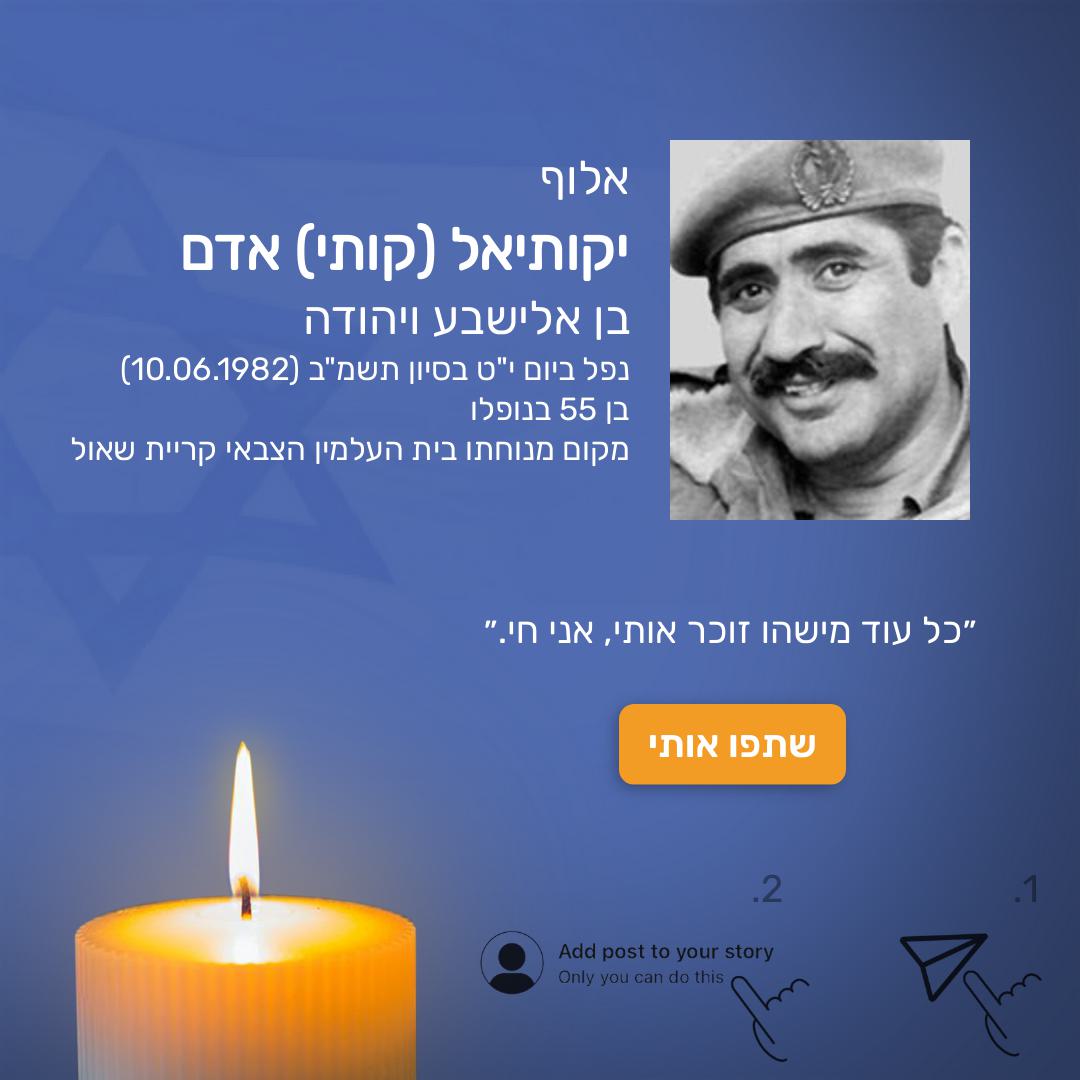 אלוף
יקותיאל (קותי) אדם
בן אלישבע ויהודה
נפל ביום י"ט בסיון תשמ"ב (10.06.1982)
בן 55 בנופלו
מקום מנוחתו בית העלמין הצבאי קריית שאול
״כל עוד מישהו זוכר אותי, אני חי.״
שתפו אותי
1.
2.
Add post to your story
Only you can do this